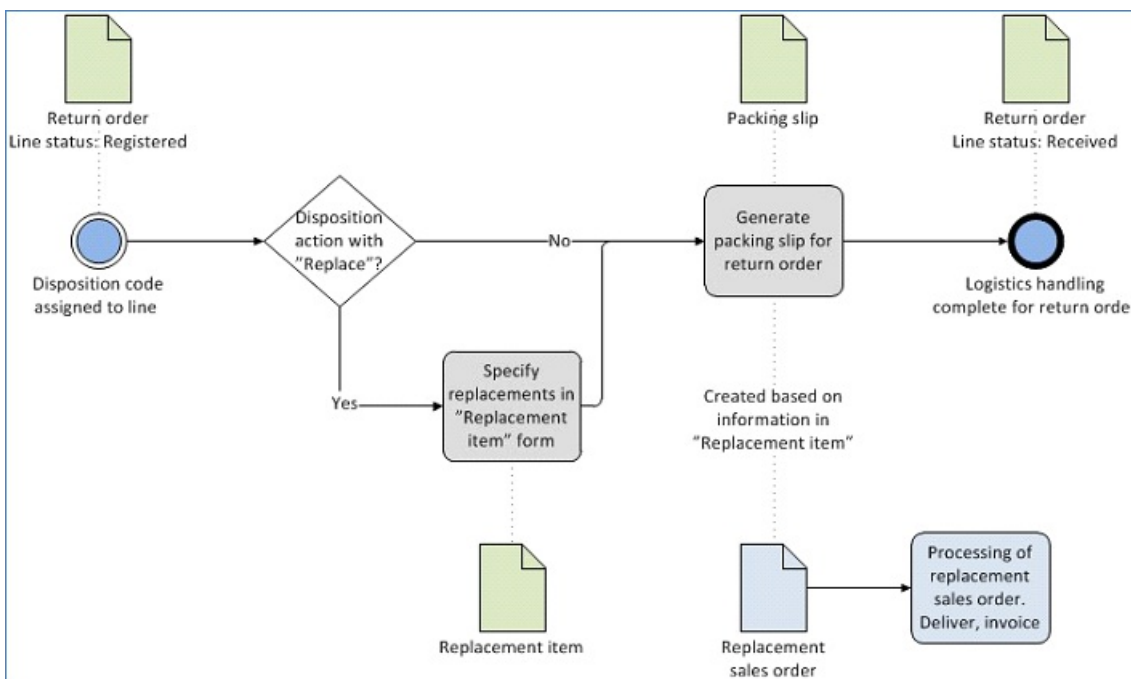 Return order
Line status: Registered
Packing slip
Return order
Line status: Received
Disposition
action with
"Replace"?
No
Generate
packing slip for
return order
Disposition code
assigned to line
Logistics handling
complete for return orde
Yes
Specify
replacements in
"Replacement
item" form
Created based on
information in
"Replacement item"
Replacement item
Replacement
sales order
Processing of
replacement
sales order.
Deliver, invoice